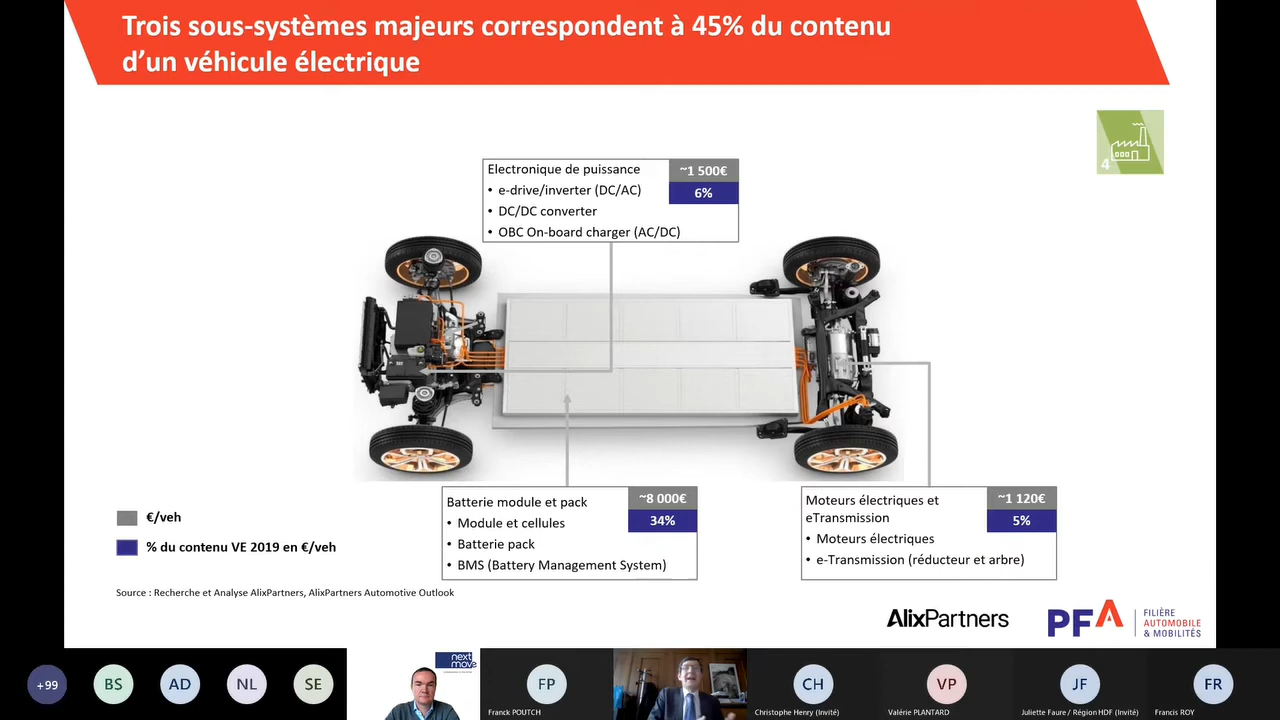 Trois sous-systèmes majeurs correspondent à 45% du contenu
d'un véhicule électrique
4
Electronique de puissance
~1 500€
6%
• e-drive/inverter (DC/AC)
• DC/DC converter
• OBC On-board charger (AC/DC)
Batterie module et pack
~8 000€
34%
• Module et cellules
• Batterie pack
• BMS (Battery Management System)
Moteurs électriques et
eTransmission
~1 120€
5%
• Moteurs électriques
• e-Transmission (réducteur et arbre)
€/veh
% du contenu VE 2019 en €/veh
Source : Recherche et Analyse AlixPartners, AlixPartners Automotive Outlook
AlixPartners
PFA
FILIÈRE
AUTOMOBILE
& MOBILITÉS
+99
BS
AD
NL
SE
next
move
FP
Franck POUTCH
CH
Christophe Henry (Invité)
VP
Valérie PLANTARD
JF
Juliette Faure / Région HDF (Invité)
FR
Francis ROY